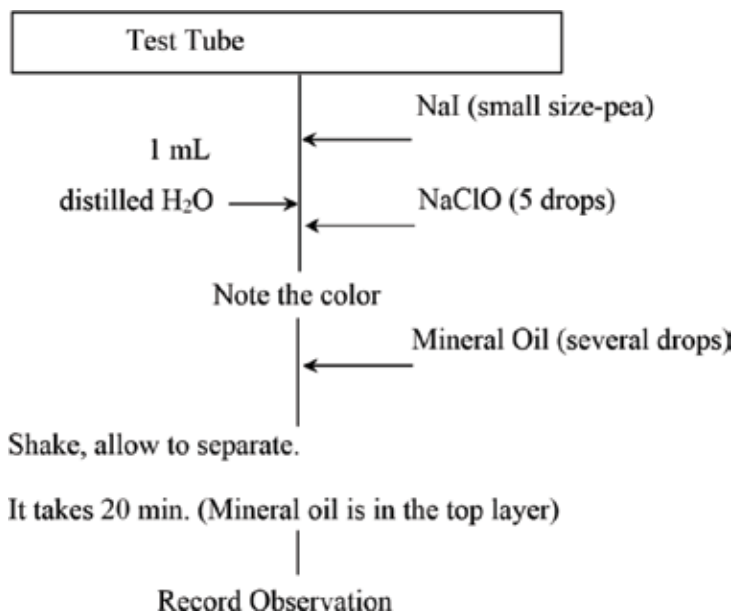 Test Tube
NaI (small size-pea)
1 mL
distilled H₂O
NaClO (5 drops)
Note the color
Mineral Oil (several drops)
Shake, allow to separate.
It takes 20 min. (Mineral oil is in the top layer)
Record Observation